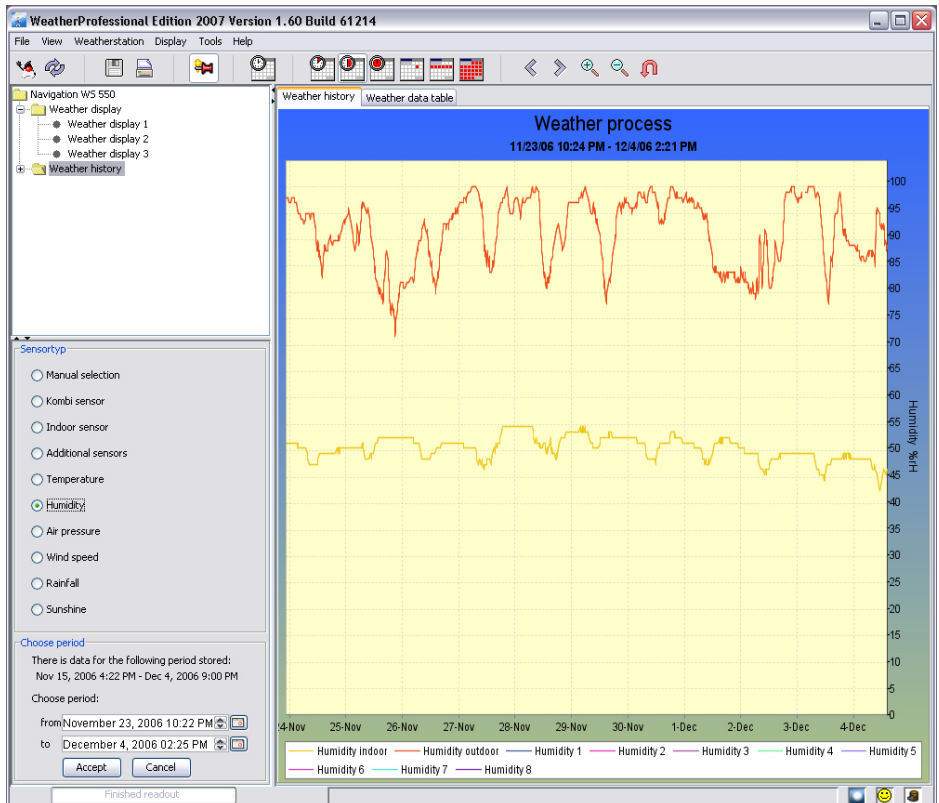 WeatherProfessional Edition 2007 Version 1.60 Build 61214
File View Weatherstation Display Tools Help
Navigation WS 550
Weather display
Weather display 1
Weather display 2
Weather display 3
Weather history
Sensortyp
Manual selection
Kombi sensor
Indoor sensor
Additional sensors
Temperature
Humidity
Air pressure
Wind speed
Rainfall
Sunshine
Choose period
There is data for the following period stored:
Nov 15, 2006 4:22 PM - Dec 4, 2006 9:00 PM
Choose period:
from November 23, 2006 10:22 PM
to December 4, 2006 02:25 PM
Accept Cancel
Finished readout
Weather history Weather data table
Weather process
11/23/06 10:24 PM - 12/4/06 2:21 PM
100
95
90
85
80
75
70
65
60
55
50
45
40
35
30
25
20
15
10
5
0
Humidity %rH
24-Nov 25-Nov 26-Nov 27-Nov 28-Nov 29-Nov 30-Nov 1-Dec 2-Dec 3-Dec 4-Dec
Humidity indoor Humidity outdoor Humidity 1 Humidity 2 Humidity 3 Humidity 4 Humidity 5
Humidity 6 Humidity 7 Humidity 8